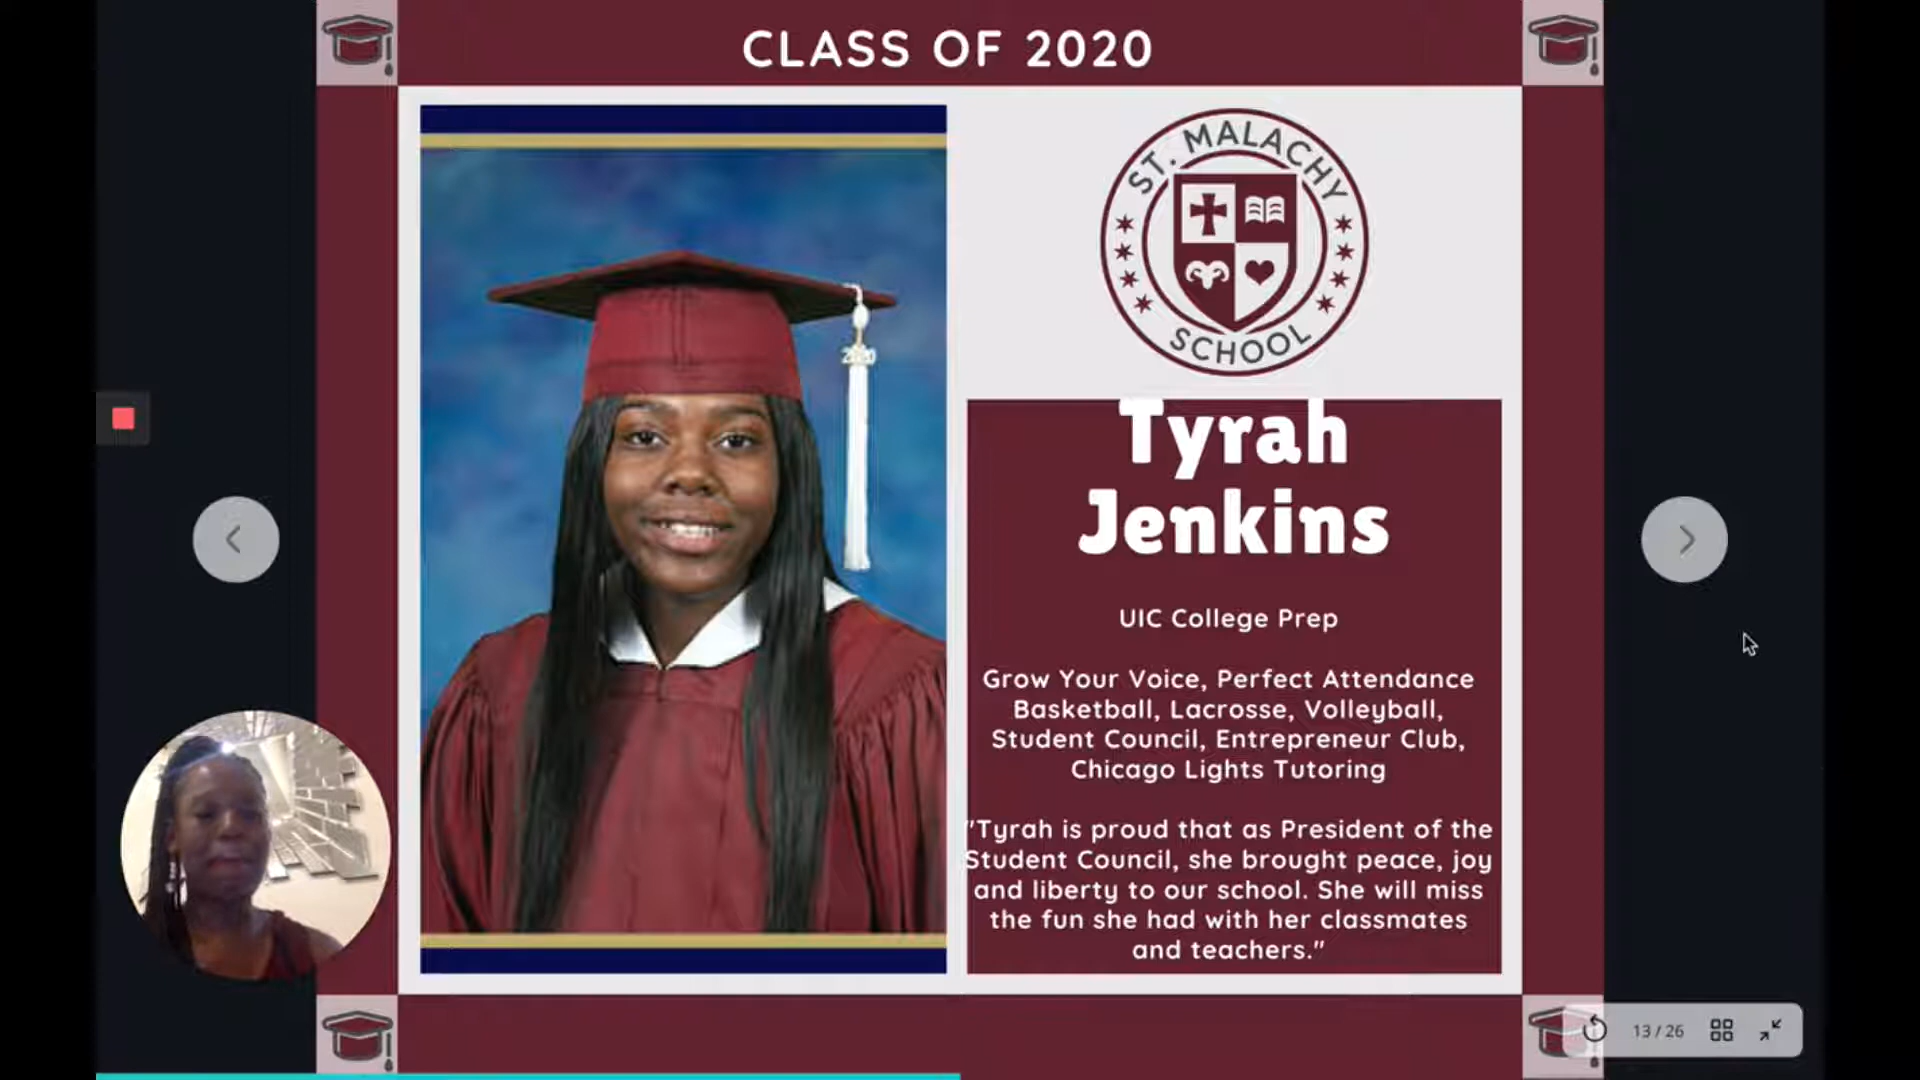 CLASS OF 2020
ST. MALACHY
SCHOOL
2020
Tyrah
Jenkins
UIC College Prep
Grow Your Voice, Perfect Attendance
Basketball, Lacrosse, Volleyball,
Student Council, Entrepreneur Club,
Chicago Lights Tutoring
"Tyrah is proud that as President of the
Student Council, she brought peace, joy
and liberty to our school. She will miss
the fun she had with her classmates
and teachers."
13 / 26